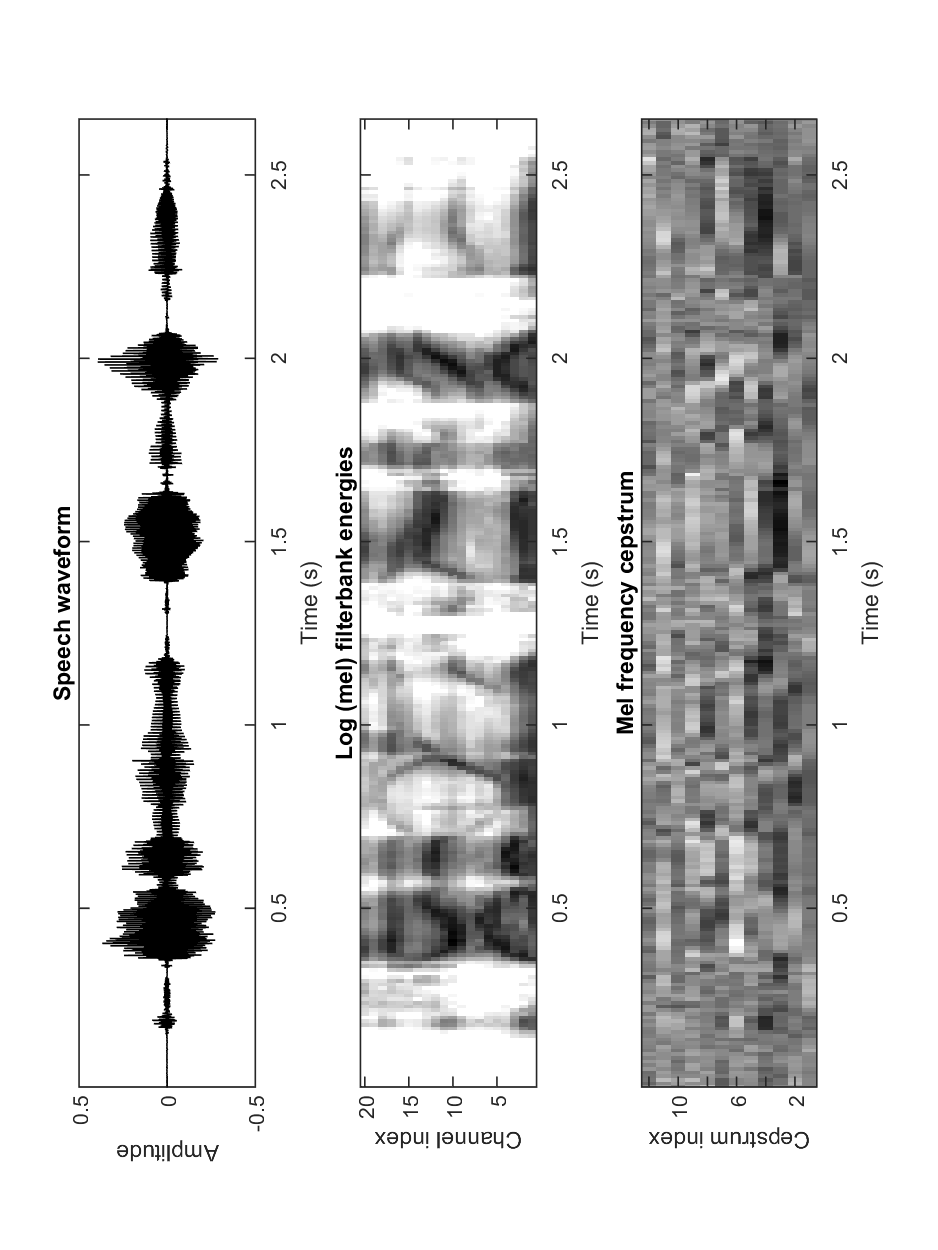 Speech waveform
0.5
0
-0.5
Amplitude
0.5
1
1.5
2
2.5
Time (s)
Log (mel) filterbank energies
20
15
10
5
Channel index
0.5
1
1.5
2
2.5
Time (s)
Mel frequency cepstrum
10
6
2
Cepstrum index
0.5
1
1.5
2
2.5
Time (s)